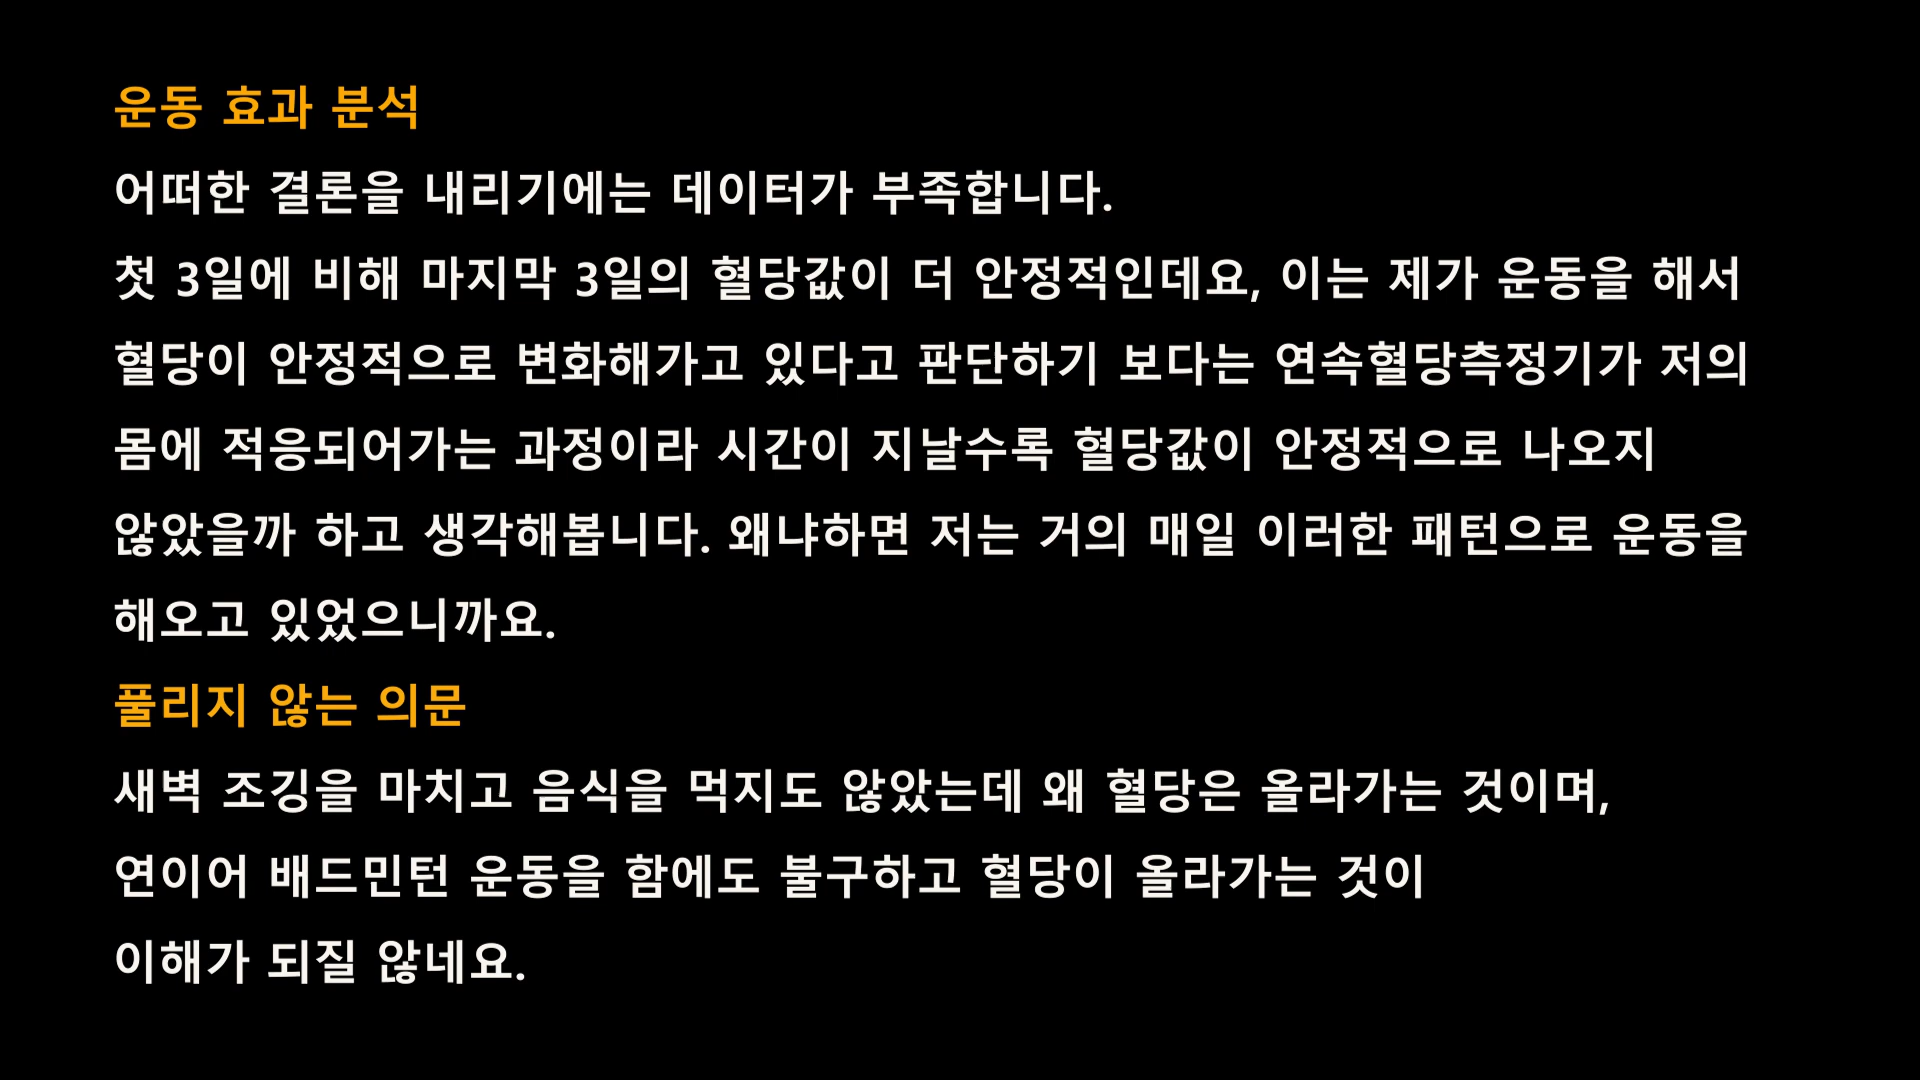 운동 효과 분석
어떠한 결론을 내리기에는 데이터가 부족합니다.
첫 3일에 비해 마지막 3일의 혈당값이 더 안정적인데요, 이는 제가 운동을 해서
혈당이 안정적으로 변화해가고 있다고 판단하기 보다는 연속혈당측정기가 저의
몸에 적응되어가는 과정이라 시간이 지날수록 혈당값이 안정적으로 나오지
않았을까 하고 생각해봅니다. 왜냐하면 저는 거의 매일 이러한 패턴으로 운동을
해오고 있었으니까요.
풀리지 않는 의문
새벽 조깅을 마치고 음식을 먹지도 않았는데 왜 혈당은 올라가는 것이며,
연이어 배드민턴 운동을 함에도 불구하고 혈당이 올라가는 것이
이해가 되질 않네요.